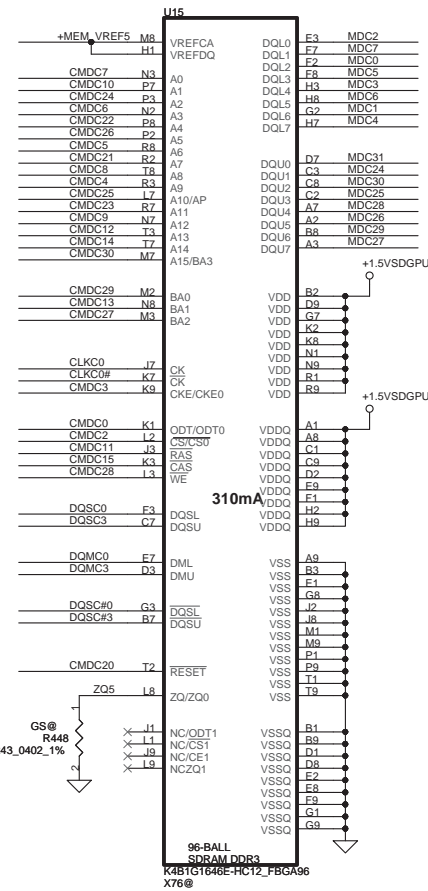 U15
+MEM_VREF5 M8 VREFCA
H1 VREFDQ
CMDC7 N3 A0
CMDC10 P7 A1
CMDC24 P3 A2
CMDC6 N2 A3
CMDC22 P8 A4
CMDC26 P2 A5
CMDC5 R8 A6
CMDC21 R2 A7
CMDC8 T8 A8
CMDC4 R3 A9
CMDC25 L7 A10/AP
CMDC23 R7 A11
CMDC9 N7 A12
CMDC12 T3 A13
CMDC14 T7 A14
CMDC30 M7 A15/BA3
CMDC29 M2 BA0
CMDC13 N8 BA1
CMDC27 M3 BA2
CLKC0 J7 CK
CLKC0# K7 CK
CMDC3 K9 CKE/CKE0
CMDC0 K1 ODT/ODT0
CMDC2 L2 CS/CS0
CMDC11 J3 RAS
CMDC15 K3 CAS
CMDC28 L3 WE
310mA
DQSC0 F3 DQSL
DQSC3 C7 DQSU
DQMC0 E7 DML
DQMC3 D3 DMU
DQSC#0 G3 DQSL
DQSC#3 B7 DQSU
CMDC20 T2 RESET
ZQ5 L8 ZQ/ZQ0
1
GS@
R448
43_0402_1%
2
J1 NC/ODT1
L1 NC/CS1
J9 NC/CE1
L9 NCZQ1
DQL0 E3 MDC2
DQL1 F7 MDC7
DQL2 F2 MDC0
DQL3 F8 MDC5
DQL4 H3 MDC3
DQL5 H8 MDC6
DQL6 G2 MDC1
DQL7 H7 MDC4
DQU0 D7 MDC31
DQU1 C3 MDC24
DQU2 C8 MDC30
DQU3 C2 MDC25
DQU4 A7 MDC28
DQU5 A2 MDC26
DQU6 B8 MDC29
DQU7 A3 MDC27
+1.5VSDGPU
VDD B2
VDD D9
VDD G7
VDD K2
VDD K8
VDD N1
VDD N9
VDD R1
VDD R9
+1.5VSDGPU
VDDQ A1
VDDQ A8
VDDQ C1
VDDQ C9
VDDQ D2
VDDQ E9
VDDQ F1
VDDQ H2
VDDQ H9
VSS A9
VSS B3
VSS E1
VSS G8
VSS J2
VSS J8
VSS M1
VSS M9
VSS P1
VSS P9
VSS T1
VSS T9
VSSQ B1
VSSQ B9
VSSQ D1
VSSQ D8
VSSQ E2
VSSQ E8
VSSQ F9
VSSQ G1
VSSQ G9
96-BALL
SDRAM DDR3
K4B1G1646E-HC12_FBGA96
X76@